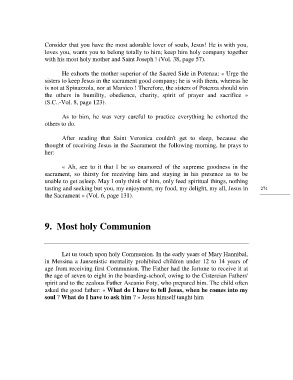 Consider that you have the most adorable lover of souls, Jesus! He is with you,
loves you, wants you to belong totally to him; keep him holy company together
with his most holy mother and Saint Joseph ! (Vol. 38, page 57).
He exhorts the mother superior of the Sacred Side in Potenza: « Urge the
sisters to keep Jesus in the sacrament good company; he is with them, whereas he
is not at Spinazzola, nor at Marsico ! Therefore, the sisters of Potenza should win
the others in humility, obedience, charity, spirit of prayer and sacrifice »
(S.C.-Vol. 8, page 123).
As to him, he was very careful to practice everything he exhorted the
others to do.
After reading that Saint Veronica couldn't get to sleep, because she
thought of receiving Jesus in the Sacrament the following morning, he prays to
her:
« Ah, see to it that I be so enamored of the supreme goodness in the
sacrament, so thirsty for receiving him and staying in his presence as to be
unable to get asleep. May I only think of him, only feed spiritual things, nothing
tasting and seeking but you, my enjoyment, my food, my delight, my all, Jesus in
the Sacrament » (Vol. 6, page 131).
271
9. Most holy Communion
Let us touch upon holy Communion. In the early years of Mary Hannibal,
in Messina a Jansenistic mentality prohibited children under 12 to 14 years of
age from receiving first Communion. The Father had the fortune to receive it at
the age of seven to eight in the boarding-school, owing to the Cistercian Fathers'
spirit and to the zealous Father Ascanio Foty, who prepared him. The child often
asked the good father: « What do I have to tell Jesus, when he comes into my
soul ? What do I have to ask him ? » Jesus himself taught him